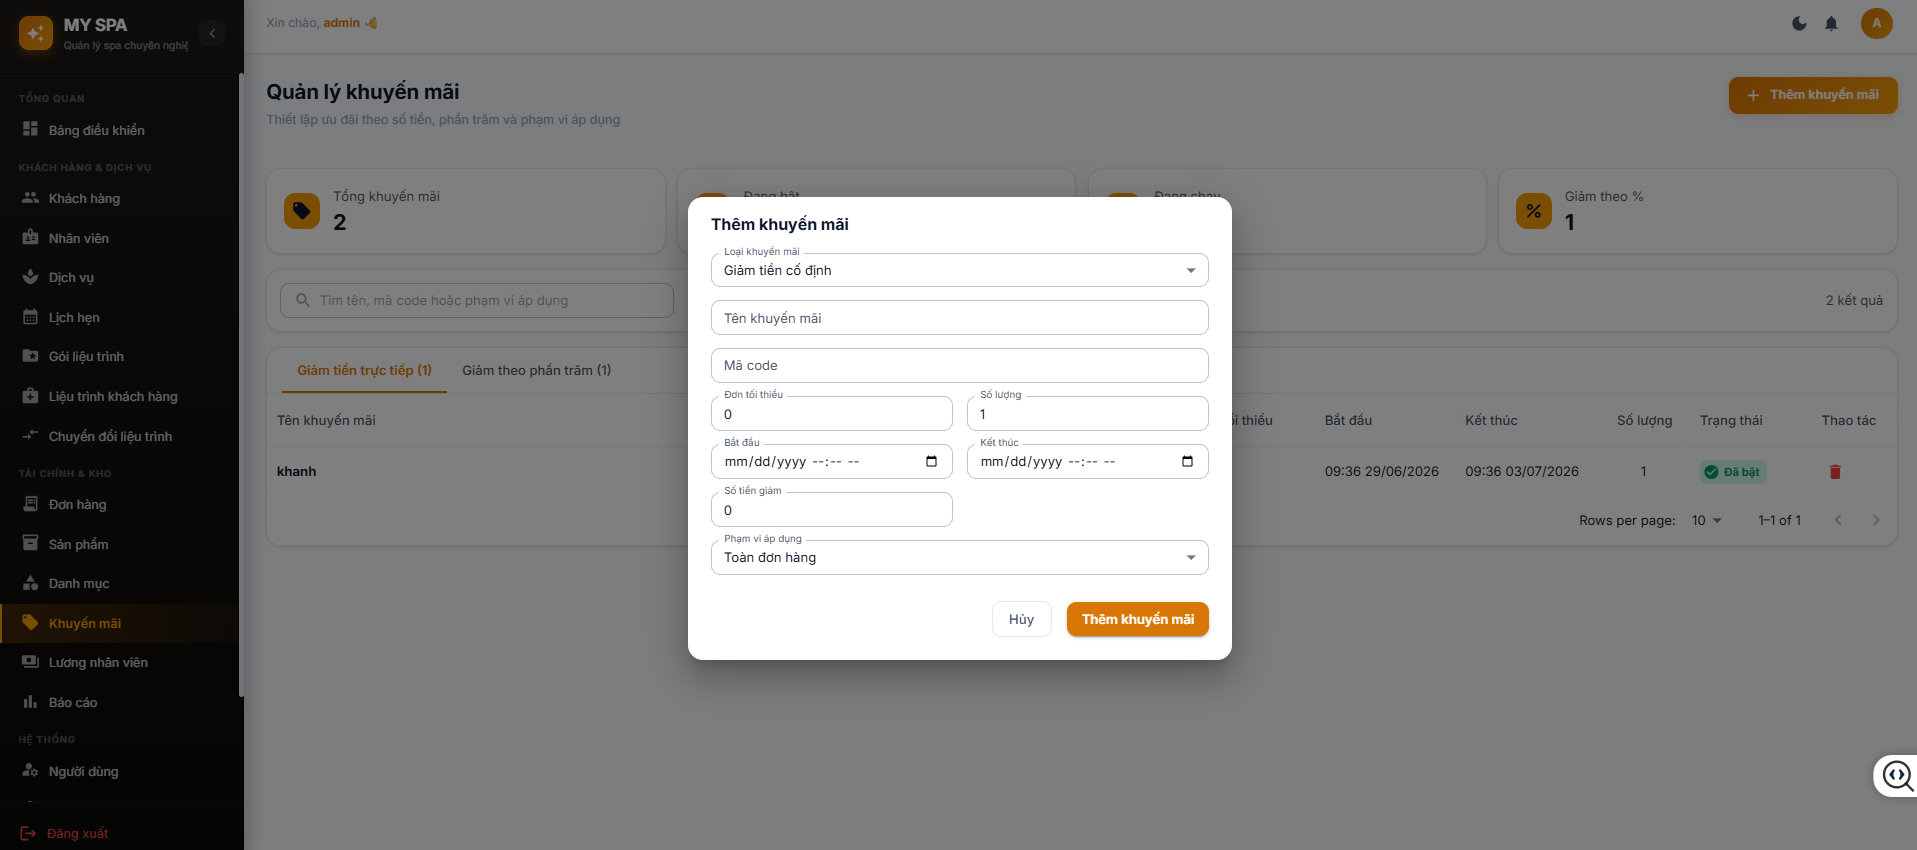 MY SPA
Quản lý spa chuyên nghiệ
Xin chào, admin
A
TỔNG QUAN
Bảng điều khiển
KHÁCH HÀNG & DỊCH VỤ
Khách hàng
Nhân viên
Dịch vụ
Lịch hẹn
Gói liệu trình
Liệu trình khách hàng
Chuyển đổi liệu trình
TÀI CHÍNH & KHO
Đơn hàng
Sản phẩm
Danh mục
Khuyến mãi
Lương nhân viên
Báo cáo
HỆ THỐNG
Người dùng
Đăng xuất
Quản lý khuyến mãi
Thiết lập ưu đãi theo số tiền, phần trăm và phạm vi áp dụng
+ Thêm khuyến mãi
Tổng khuyến mãi
2
Đang bật
Đang chạy
Giảm theo %
1
Tìm tên, mã code hoặc phạm vi áp dụng
2 kết quả
Giảm tiền trực tiếp (1)
Giảm theo phần trăm (1)
Tên khuyến mãi
ối thiểu
Bắt đầu
Kết thúc
Số lượng
Trạng thái
Thao tác
khanh
09:36 29/06/2026
09:36 03/07/2026
1
Đã bật
Rows per page: 10
1–1 of 1
Thêm khuyến mãi
Loại khuyến mãi
Giảm tiền cố định
Tên khuyến mãi
Mã code
Đơn tối thiểu
0
Số lượng
1
Bắt đầu
mm/dd/yyyy --:-- --
Kết thúc
mm/dd/yyyy --:-- --
Số tiền giảm
0
Phạm vi áp dụng
Toàn đơn hàng
Hủy
Thêm khuyến mãi